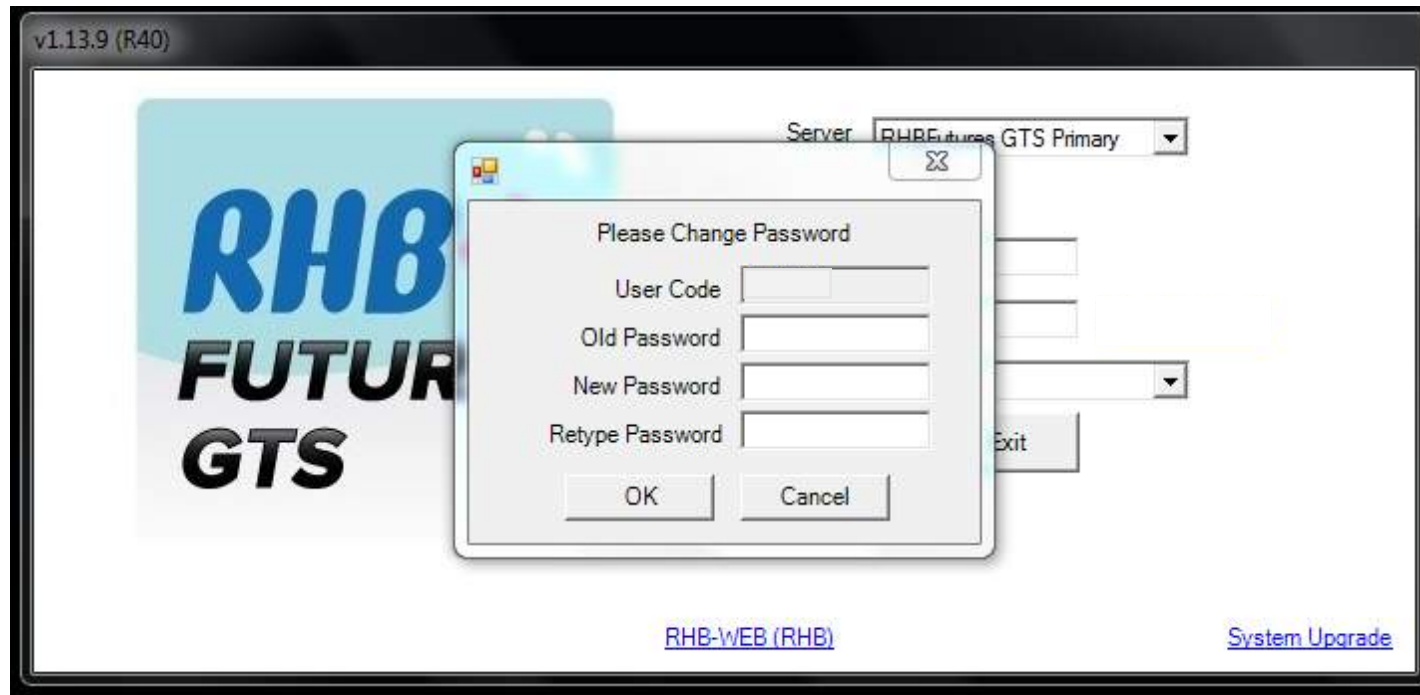 v1.13.9 (R40)
Server RHBFutures GTS Primary
Please Change Password
User Code
Old Password
New Password
Retype Password
OK Cancel
Exit
RHB
FUTUR
GTS
RHB-WEB (RHB)
System Upgrade